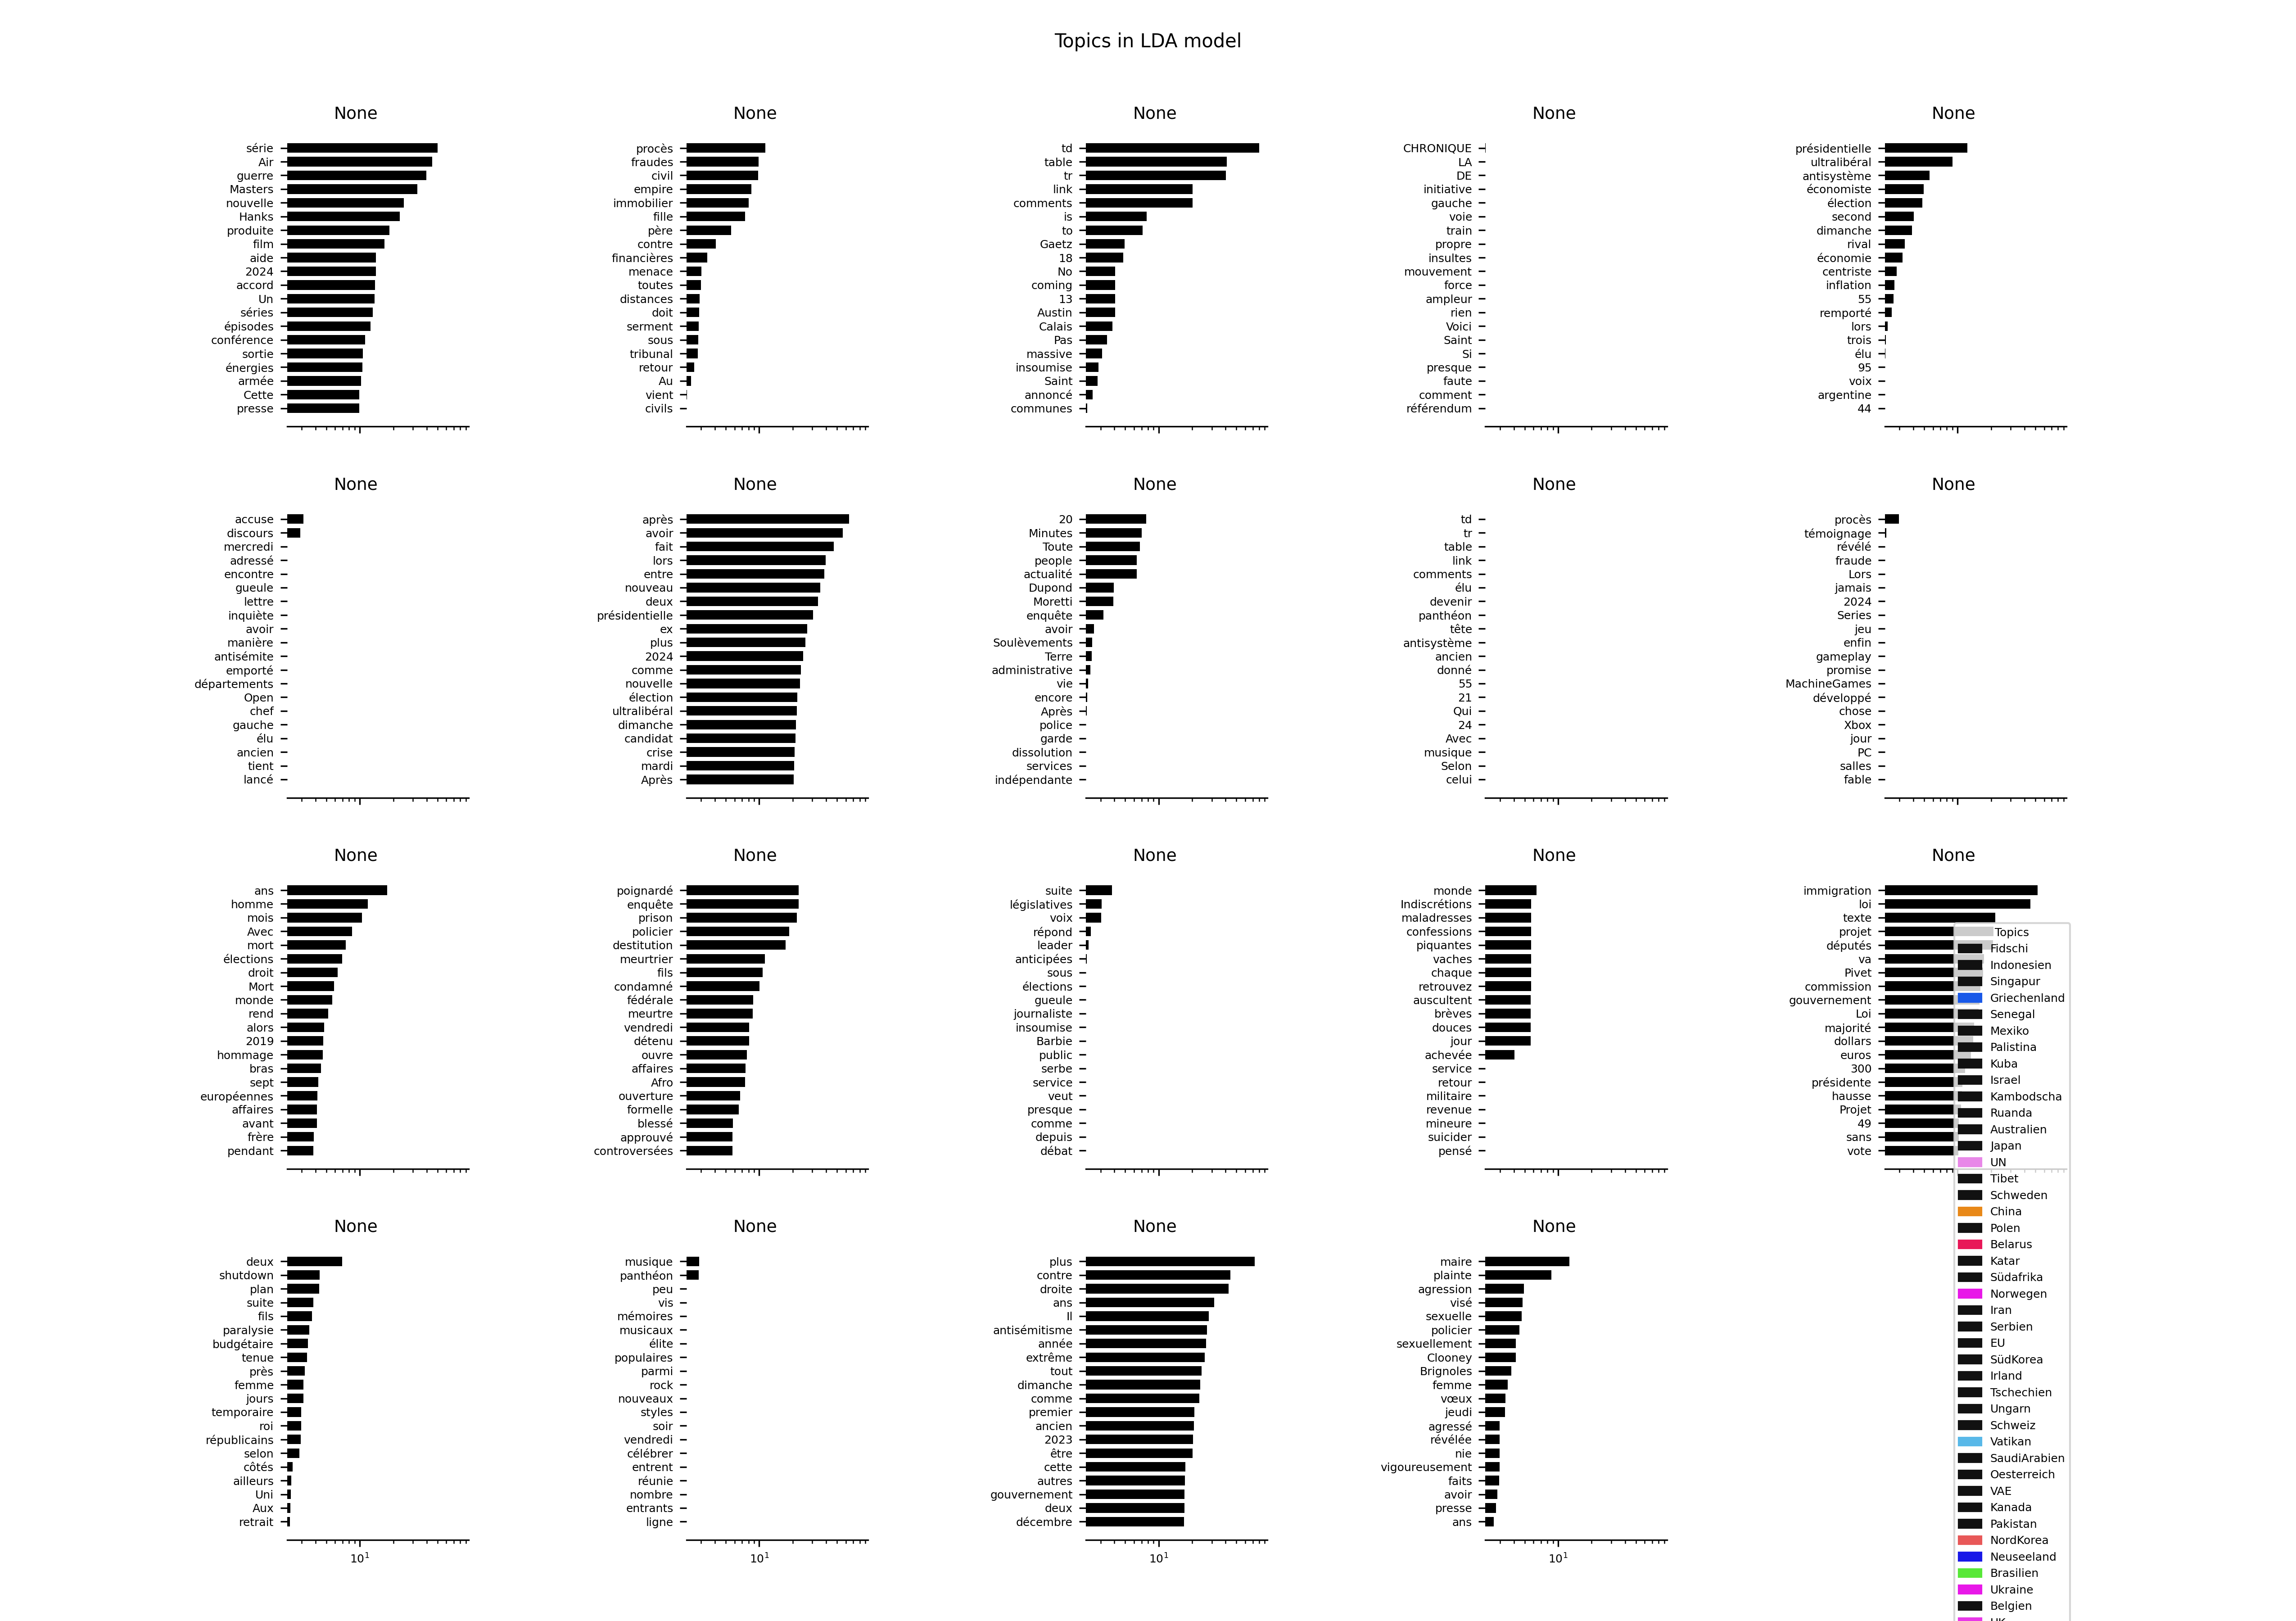 Topics in LDA model
None
série
Air
guerre
Masters
nouvelle
Hanks
produite
film
aide
2024
accord
Un
séries
épisodes
conférence
sortie
énergies
armée
Cette
presse
None
procès
fraudes
civil
empire
immobilier
fille
père
contre
financières
menace
toutes
distances
doit
serment
sous
tribunal
retour
Au
vient
civils
None
td
table
tr
link
comments
is
to
Gaetz
18
No
coming
13
Austin
Calais
Pas
massive
insoumise
Saint
annoncé
communes
None
CHRONIQUE
LA
DE
initiative
gauche
voie
train
propre
insultes
mouvement
force
ampleur
rien
Voici
Saint
Si
presque
faute
comment
référendum
None
présidentielle
ultralibéral
antisystème
économiste
élection
second
dimanche
rival
économie
centriste
inflation
55
remporté
lors
trois
élu
95
voix
argentine
44
None
accuse
discours
mercredi
adressé
encontre
gueule
lettre
inquiète
avoir
manière
antisémite
emporté
départements
Open
chef
gauche
élu
ancien
tient
lancé
None
après
avoir
fait
lors
entre
nouveau
deux
présidentielle
ex
plus
2024
comme
nouvelle
élection
ultralibéral
dimanche
candidat
crise
mardi
Après
None
20
Minutes
Toute
people
actualité
Dupond
Moretti
enquête
avoir
Soulèvements
Terre
administrative
vie
encore
Après
police
garde
dissolution
services
indépendante
None
td
tr
table
link
comments
élu
devenir
panthéon
tête
antisystème
ancien
donné
55
21
Qui
24
Avec
musique
Selon
celui
None
procès
témoignage
révélé
fraude
Lors
jamais
2024
Series
jeu
enfin
gameplay
promise
MachineGames
développé
chose
Xbox
jour
PC
salles
fable
None
ans
homme
mois
Avec
mort
élections
droit
Mort
monde
rend
alors
2019
hommage
bras
sept
européennes
affaires
avant
frère
pendant
None
poignardé
enquête
prison
policier
destitution
meurtrier
fils
condamné
fédérale
meurtre
vendredi
détenu
ouvre
affaires
Afro
ouverture
formelle
blessé
approuvé
controversées
None
suite
législatives
voix
répond
leader
anticipées
sous
élections
gueule
journaliste
insoumise
Barbie
public
serbe
service
veut
presque
comme
depuis
débat
None
monde
Indiscrétions
maladresses
confessions
piquantes
vaches
chaque
retrouvez
auscultent
brèves
douces
jour
achevée
service
retour
militaire
revenue
mineure
suicider
pensé
None
immigration
loi
texte
projet
députés
va
Pivet
commission
gouvernement
Loi
majorité
dollars
euros
300
présidente
hausse
Projet
49
sans
vote
None
deux
shutdown
plan
suite
fils
paralysie
budgétaire
tenue
près
femme
jours
temporaire
roi
républicains
selon
côtés
ailleurs
Uni
Aux
retrait
10¹
None
musique
panthéon
peu
vis
mémoires
musicaux
élite
populaires
parmi
rock
nouveaux
styles
soir
vendredi
célébrer
entrent
réunie
nombre
entrants
ligne
10¹
None
plus
contre
droite
ans
Il
antisémitisme
année
extrême
tout
dimanche
comme
premier
ancien
2023
être
cette
autres
gouvernement
deux
décembre
10¹
None
maire
plainte
agression
visé
sexuelle
policier
sexuellement
Clooney
Brignoles
femme
vœux
jeudi
agressé
révélée
nie
vigoureusement
faits
avoir
presse
ans
10¹
Topics
Fidschi
Indonesien
Singapur
Griechenland
Senegal
Mexiko
Palistina
Kuba
Israel
Kambodscha
Ruanda
Australien
Japan
UN
Tibet
Schweden
China
Polen
Belarus
Katar
Südafrika
Norwegen
Iran
Serbien
EU
SüdKorea
Irland
Tschechien
Ungarn
Schweiz
Vatikan
SaudiArabien
Oesterreich
VAE
Kanada
Pakistan
NordKorea
Neuseeland
Brasilien
Ukraine
Belgien